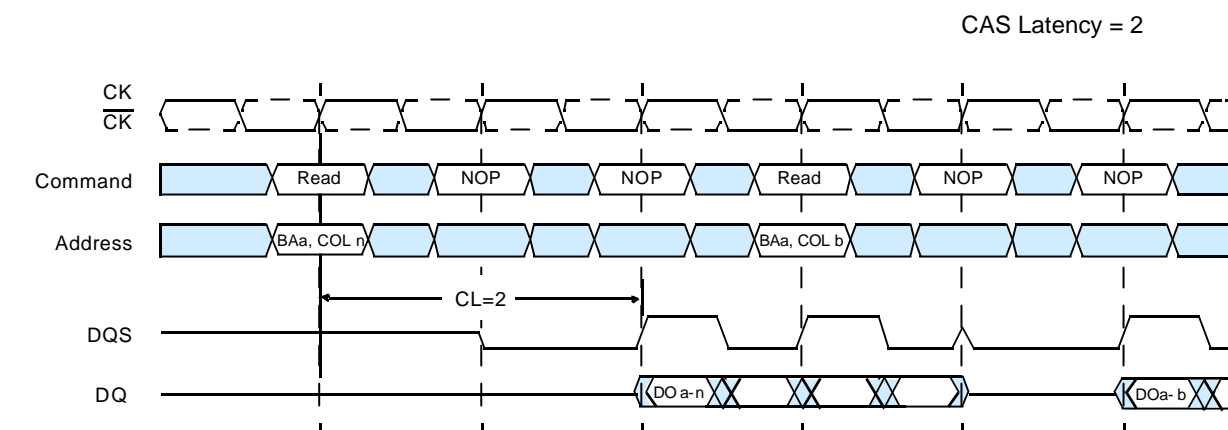 CAS Latency = 2
CK
CK
Command Read NOP NOP Read NOP NOP
Address BAa, COL n BAa, COL b
CL=2
DQS
DQ DO a-n DOa- b